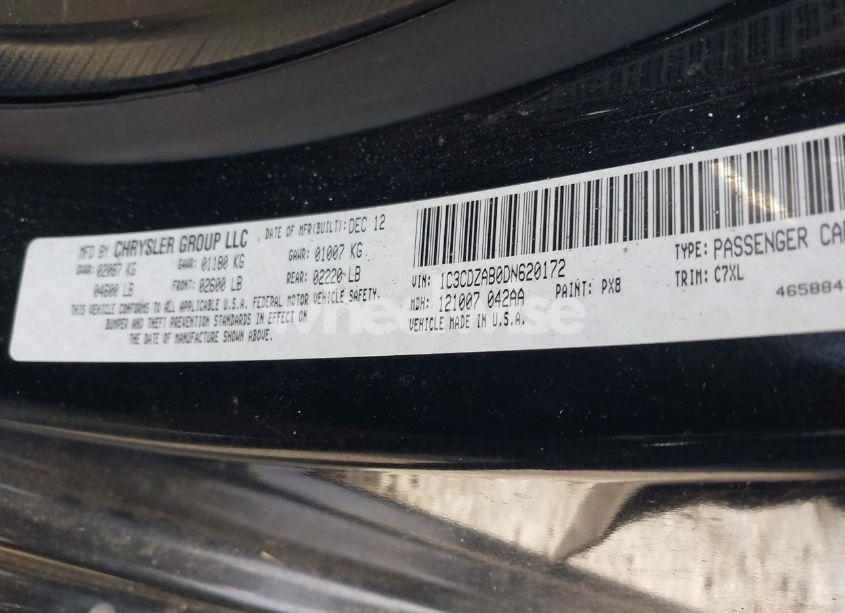 MFD BY CHRYSLER GROUP LLC DATE OF MFR(BUILT): DEC 12
GVWR: 02087 KG GAWR: 01180 KG GAWR: 01007 KG
04600 LB FRONT: 02600 LB REAR: 02220 LB
THIS VEHICLE CONFORMS TO ALL APPLICABLE U.S.A. FEDERAL MOTOR VEHICLE SAFETY,
BUMPER AND THEFT PREVENTION STANDARDS IN EFFECT ON
THE DATE OF MANUFACTURE SHOWN ABOVE.
VIN: 1C3CDZAB0DN620172 TYPE: PASSENGER CAR
MDH: 121007 042AA PAINT: PX8 TRIM: C7XL
VEHICLE MADE IN U.S.A. 465884